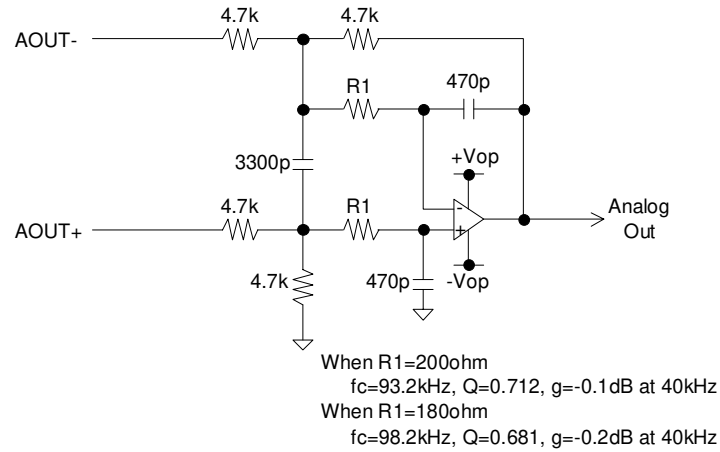 4.7k
4.7k
AOUT-
R1
470p
+Vop
3300p
4.7k
R1
-
+
Analog
Out
AOUT+
4.7k
470p
-Vop
When R1=200ohm
fc=93.2kHz, Q=0.712, g=-0.1dB at 40kHz
When R1=180ohm
fc=98.2kHz, Q=0.681, g=-0.2dB at 40kHz